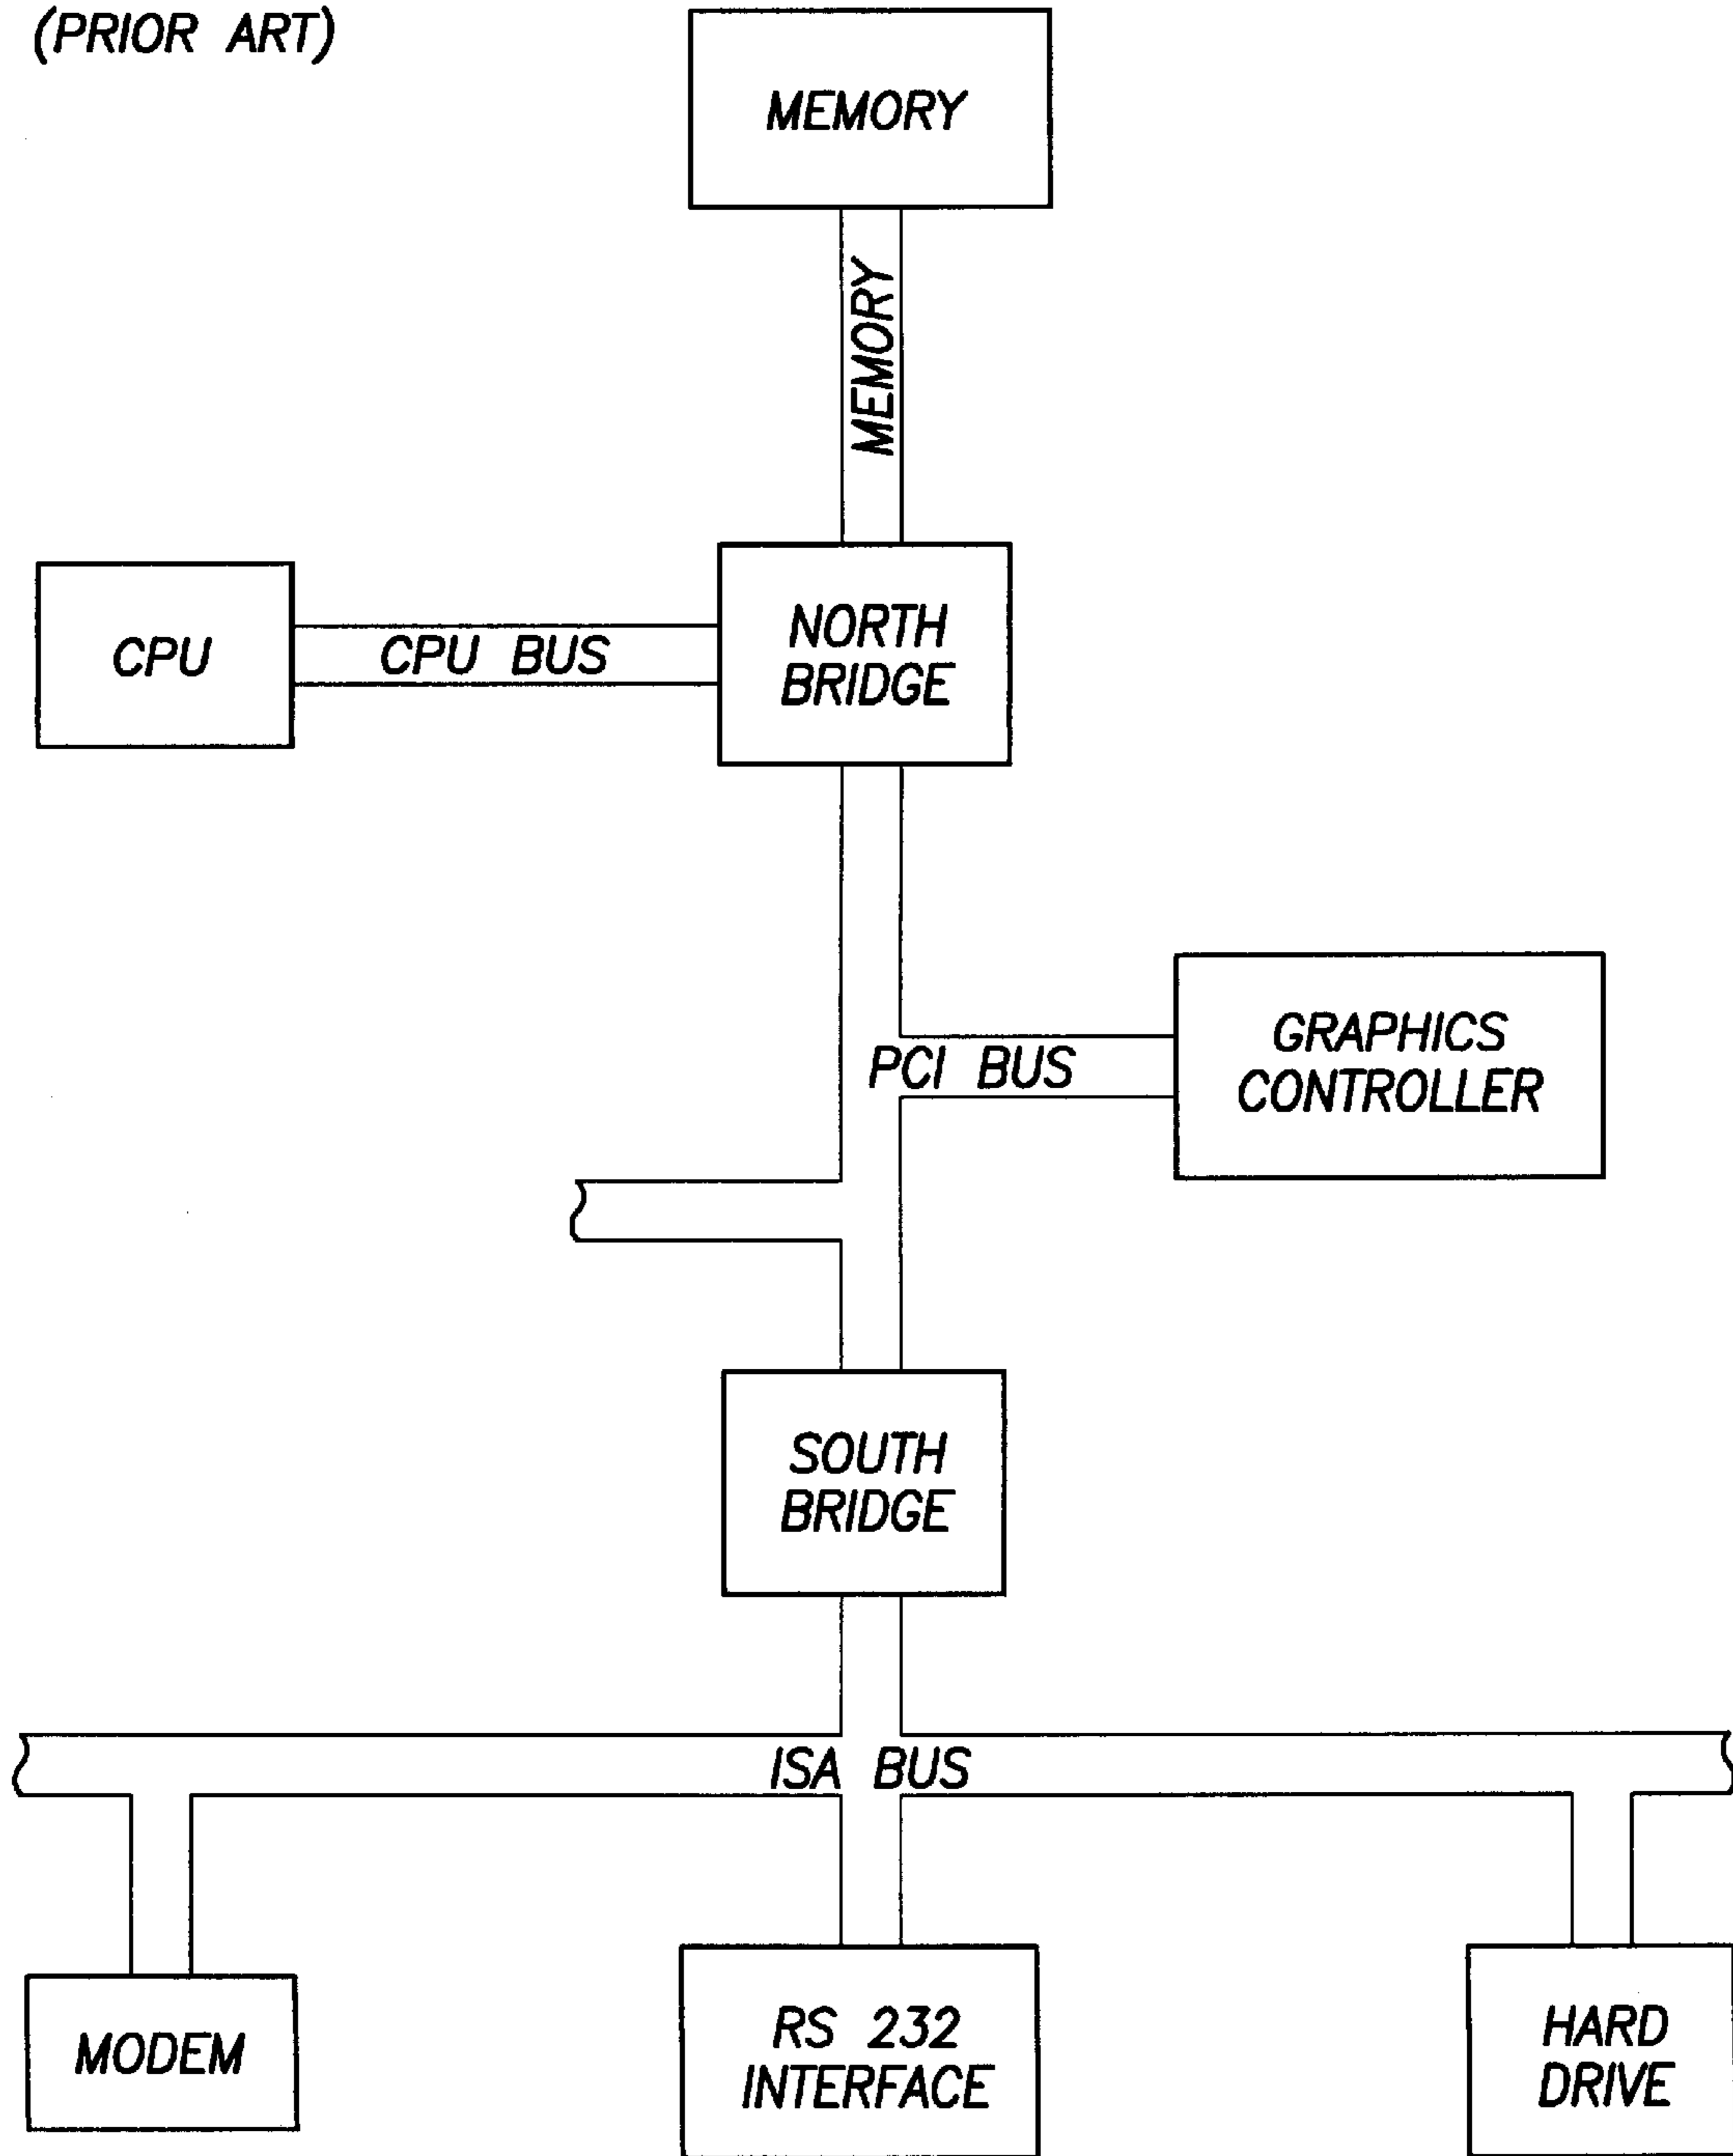 (PRIOR ART)
MEMORY
MEMORY
CPU
CPU BUS
NORTH
BRIDGE
PCI BUS
GRAPHICS
CONTROLLER
SOUTH
BRIDGE
ISA BUS
MODEM
RS 232
INTERFACE
HARD
DRIVE